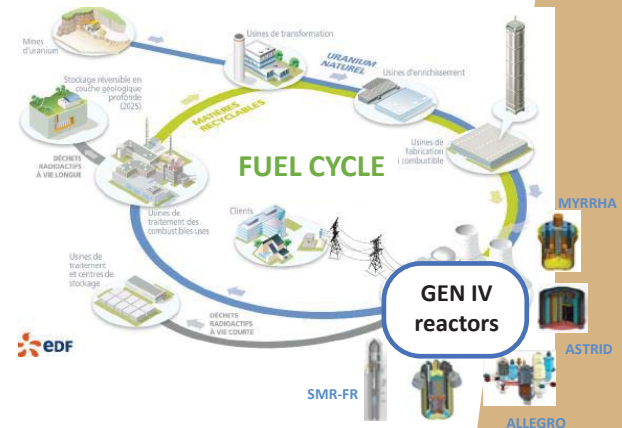 Mines
d'uranium
Usines de transformation
URANIUM
NATUREL
Usines d'enrichissement
Stockage réversible en
couche géologique
profonde
(2025)
MATIÈRES
RECYCLABLES
Usines de
fabrication
combustible
DÉCHETS
RADIOACTIFS
À VIE LONGUE
FUEL CYCLE
Usines de
traitement des
combustibles usés
Clients
MYRRHA
Usines de
traitement
et centres de
stockage
GEN IV
reactors
DÉCHETS
RADIOACTIFS
À VIE COURTE
eDF
ASTRID
SMR-FR
ALLEGRO